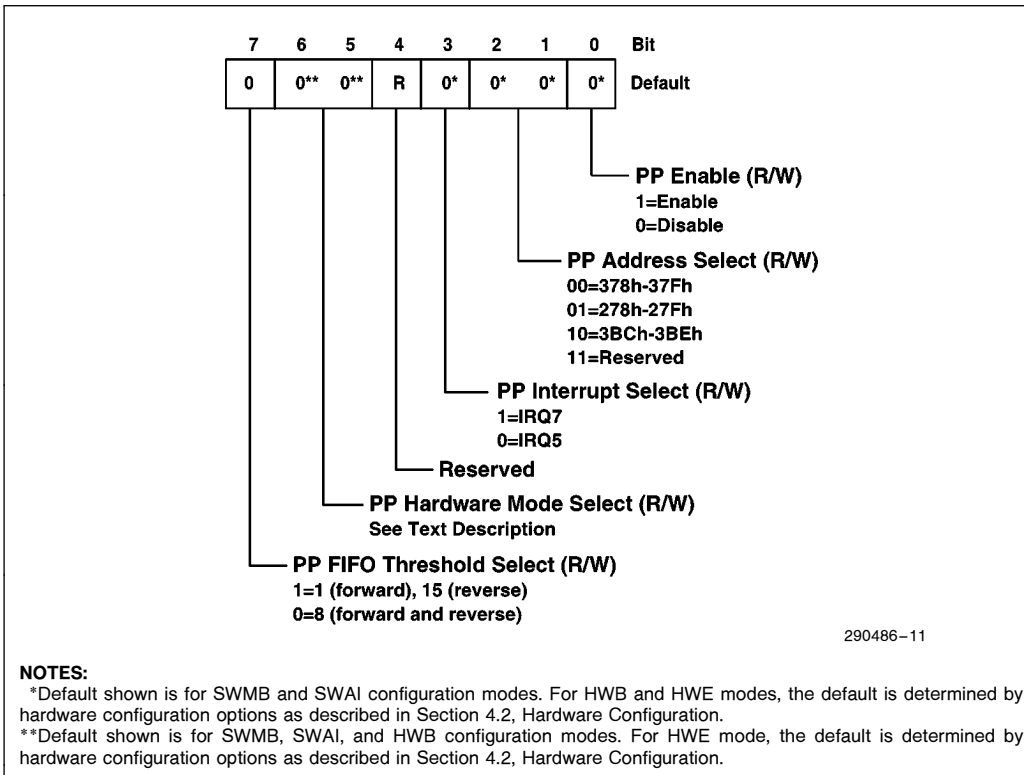 7 6 5 4 3 2 1 0 Bit
0 0** 0** R 0* 0* 0* 0* Default
PP Enable (R/W)
1=Enable
0=Disable
PP Address Select (R/W)
00=378h-37Fh
01=278h-27Fh
10=3BCh-3BEh
11=Reserved
PP Interrupt Select (R/W)
1=IRQ7
0=IRQ5
Reserved
PP Hardware Mode Select (R/W)
See Text Description
PP FIFO Threshold Select (R/W)
1=1 (forward), 15 (reverse)
0=8 (forward and reverse)
290486–11
NOTES:
*Default shown is for SWMB and SWAI configuration modes. For HWB and HWE modes, the default is determined by
hardware configuration options as described in Section 4.2, Hardware Configuration.
**Default shown is for SWMB, SWAI, and HWB configuration modes. For HWE mode, the default is determined by
hardware configuration options as described in Section 4.2, Hardware Configuration.